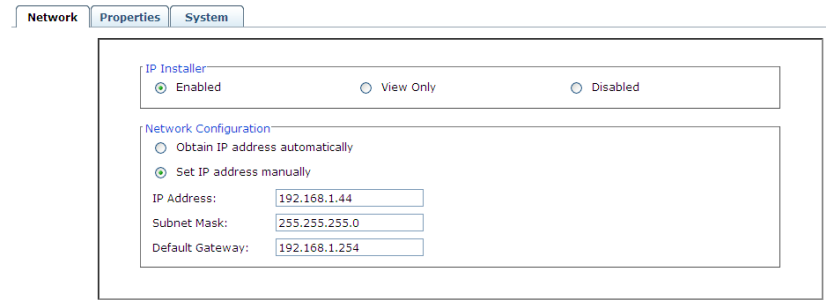 Network Properties System
IP Installer
Enabled View Only Disabled
Network Configuration
Obtain IP address automatically
Set IP address manually
IP Address: 192.168.1.44
Subnet Mask: 255.255.255.0
Default Gateway: 192.168.1.254